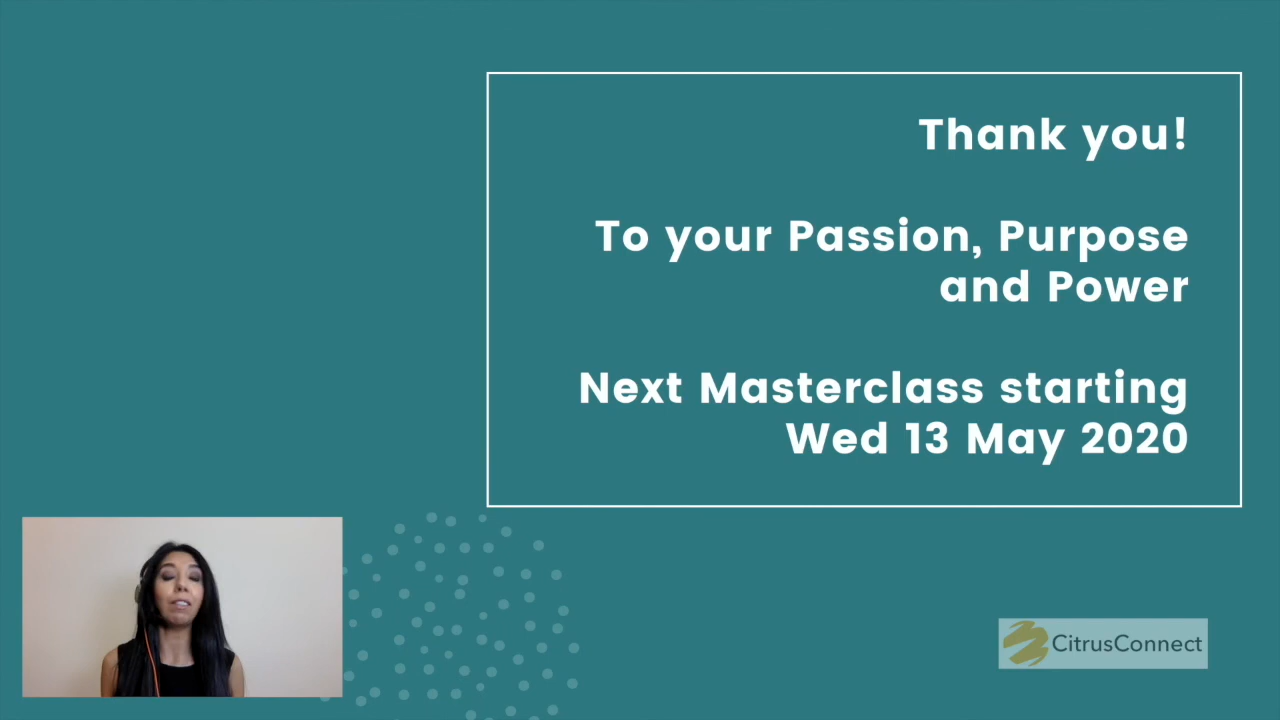 Thank you!
To your Passion, Purpose
and Power
Next Masterclass starting
Wed 13 May 2020
CitrusConnect